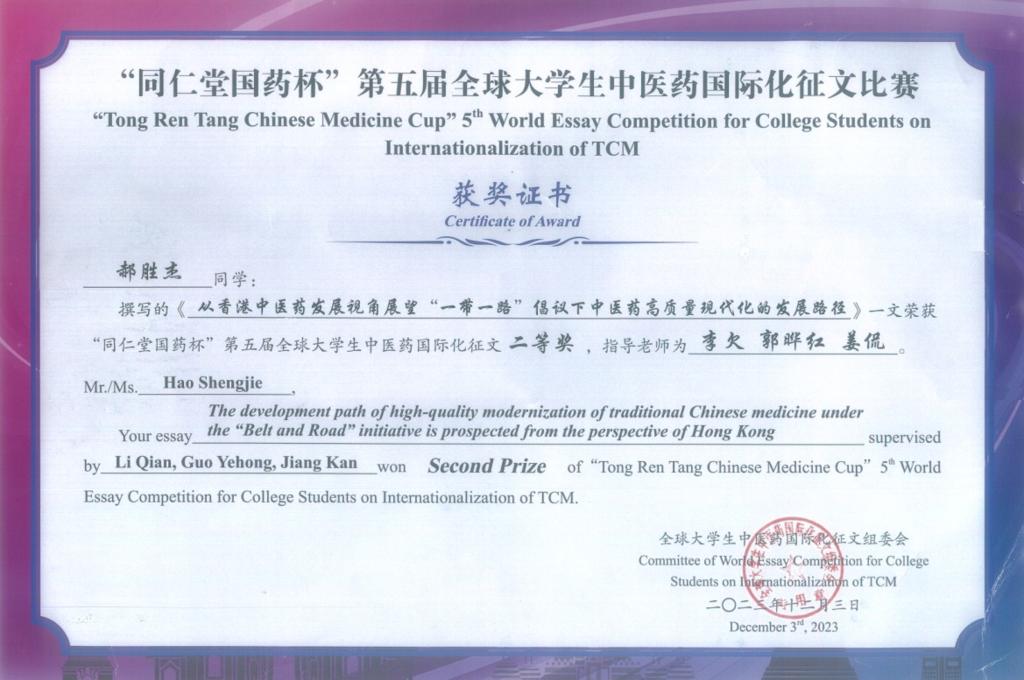 “同仁堂国药杯”第五届全球大学生中医药国际化征文比赛
“Tong Ren Tang Chinese Medicine Cup” 5th World Essay Competition for College Students on
Internationalization of TCM
获奖证书
Certificate of Award
郝胜杰 同学：
撰写的《从香港中医药发展视角展望“一带一路”倡议下中医药高质量现代化的发展路径》一文荣获
“同仁堂国药杯”第五届全球大学生中医药国际化征文 二等奖 ，指导老师为 李欠 郭晔红 姜侃 。
Mr./Ms. Hao Shengjie ,
The development path of high-quality modernization of traditional Chinese medicine under
Your essay the “Belt and Road” initiative is prospected from the perspective of Hong Kong supervised
by Li Qian, Guo Yehong, Jiang Kan won Second Prize of “Tong Ren Tang Chinese Medicine Cup” 5th World
Essay Competition for College Students on Internationalization of TCM.
全球大学生中医药国际化征文组委会
Committee of World Essay Competition for College
Students on Internationalization of TCM
二〇二三年十二月三日
December 3rd, 2023